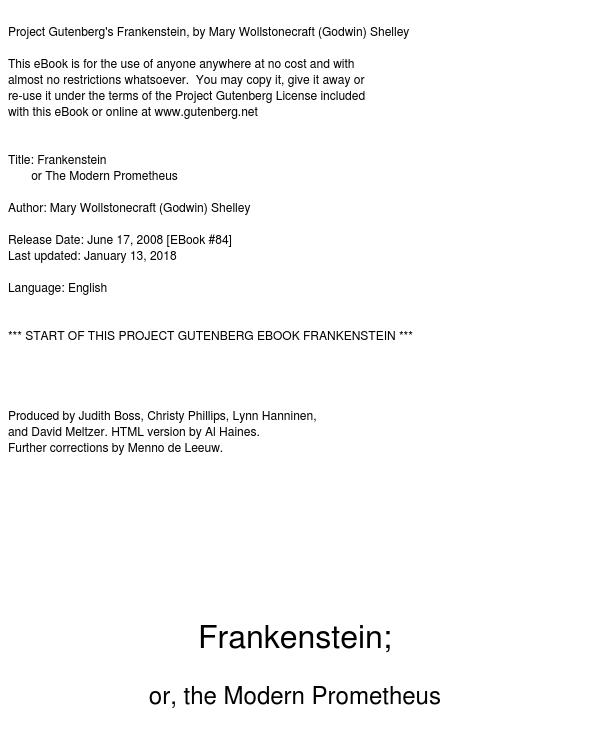 Project Gutenberg's Frankenstein, by Mary Wollstonecraft (Godwin) Shelley
This eBook is for the use of anyone anywhere at no cost and with
almost no restrictions whatsoever.  You may copy it, give it away or
re-use it under the terms of the Project Gutenberg License included
with this eBook or online at www.gutenberg.net
Title: Frankenstein
or The Modern Prometheus
Author: Mary Wollstonecraft (Godwin) Shelley
Release Date: June 17, 2008 [EBook #84]
Last updated: January 13, 2018
Language: English
*** START OF THIS PROJECT GUTENBERG EBOOK FRANKENSTEIN ***
Produced by Judith Boss, Christy Phillips, Lynn Hanninen,
and David Meltzer. HTML version by Al Haines.
Further corrections by Menno de Leeuw.
Frankenstein;
or, the Modern Prometheus